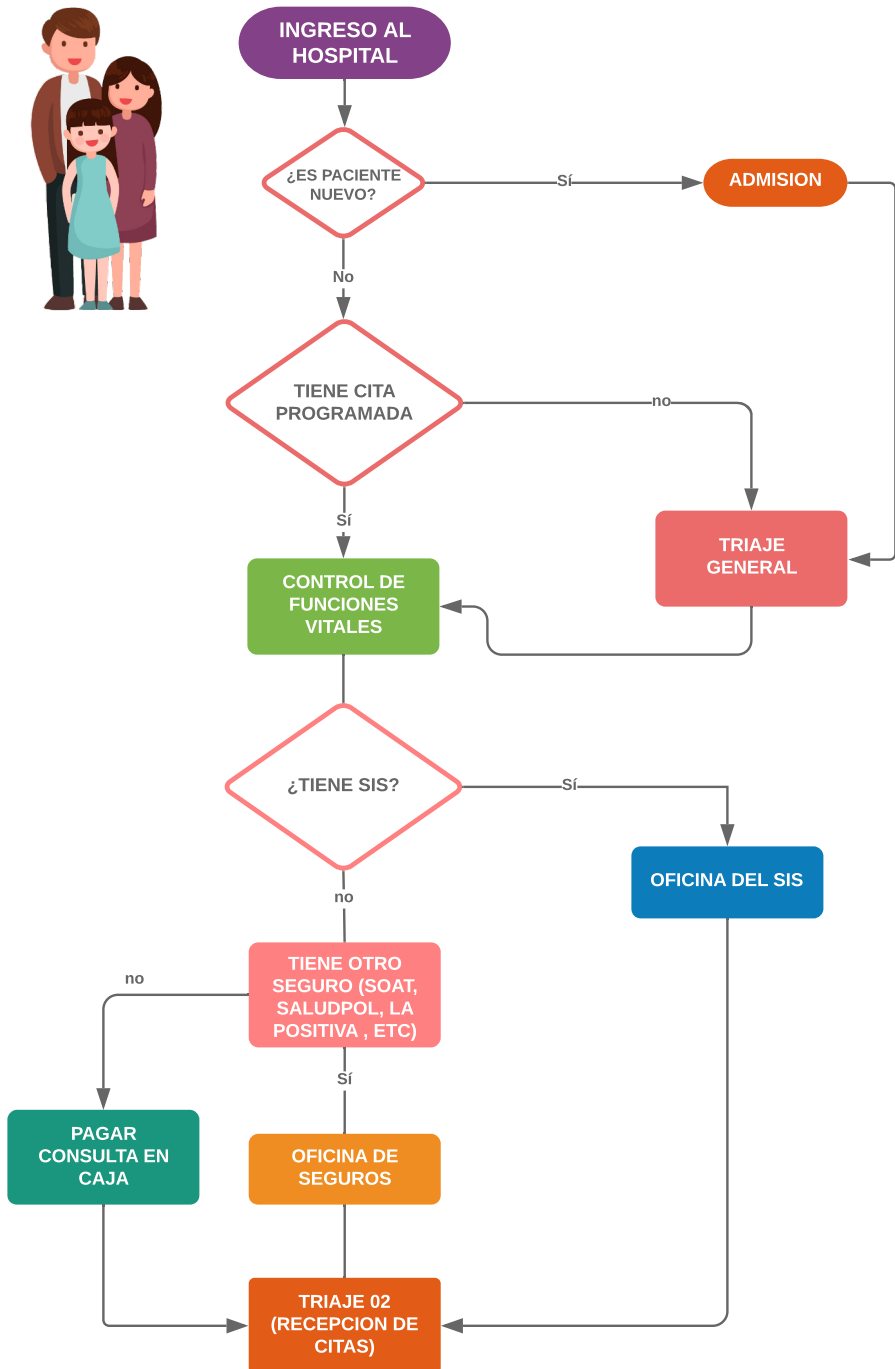 INGRESO AL
HOSPITAL
¿ES PACIENTE
NUEVO?
Sí
ADMISION
No
TIENE CITA
PROGRAMADA
no
Sí
TRIAJE
GENERAL
CONTROL DE
FUNCIONES
VITALES
¿TIENE SIS?
Sí
OFICINA DEL SIS
no
TIENE OTRO
SEGURO (SOAT,
SALUDPOL, LA
POSITIVA , ETC)
no
Sí
PAGAR
CONSULTA EN
CAJA
OFICINA DE
SEGUROS
TRIAJE 02
(RECEPCION DE
CITAS)